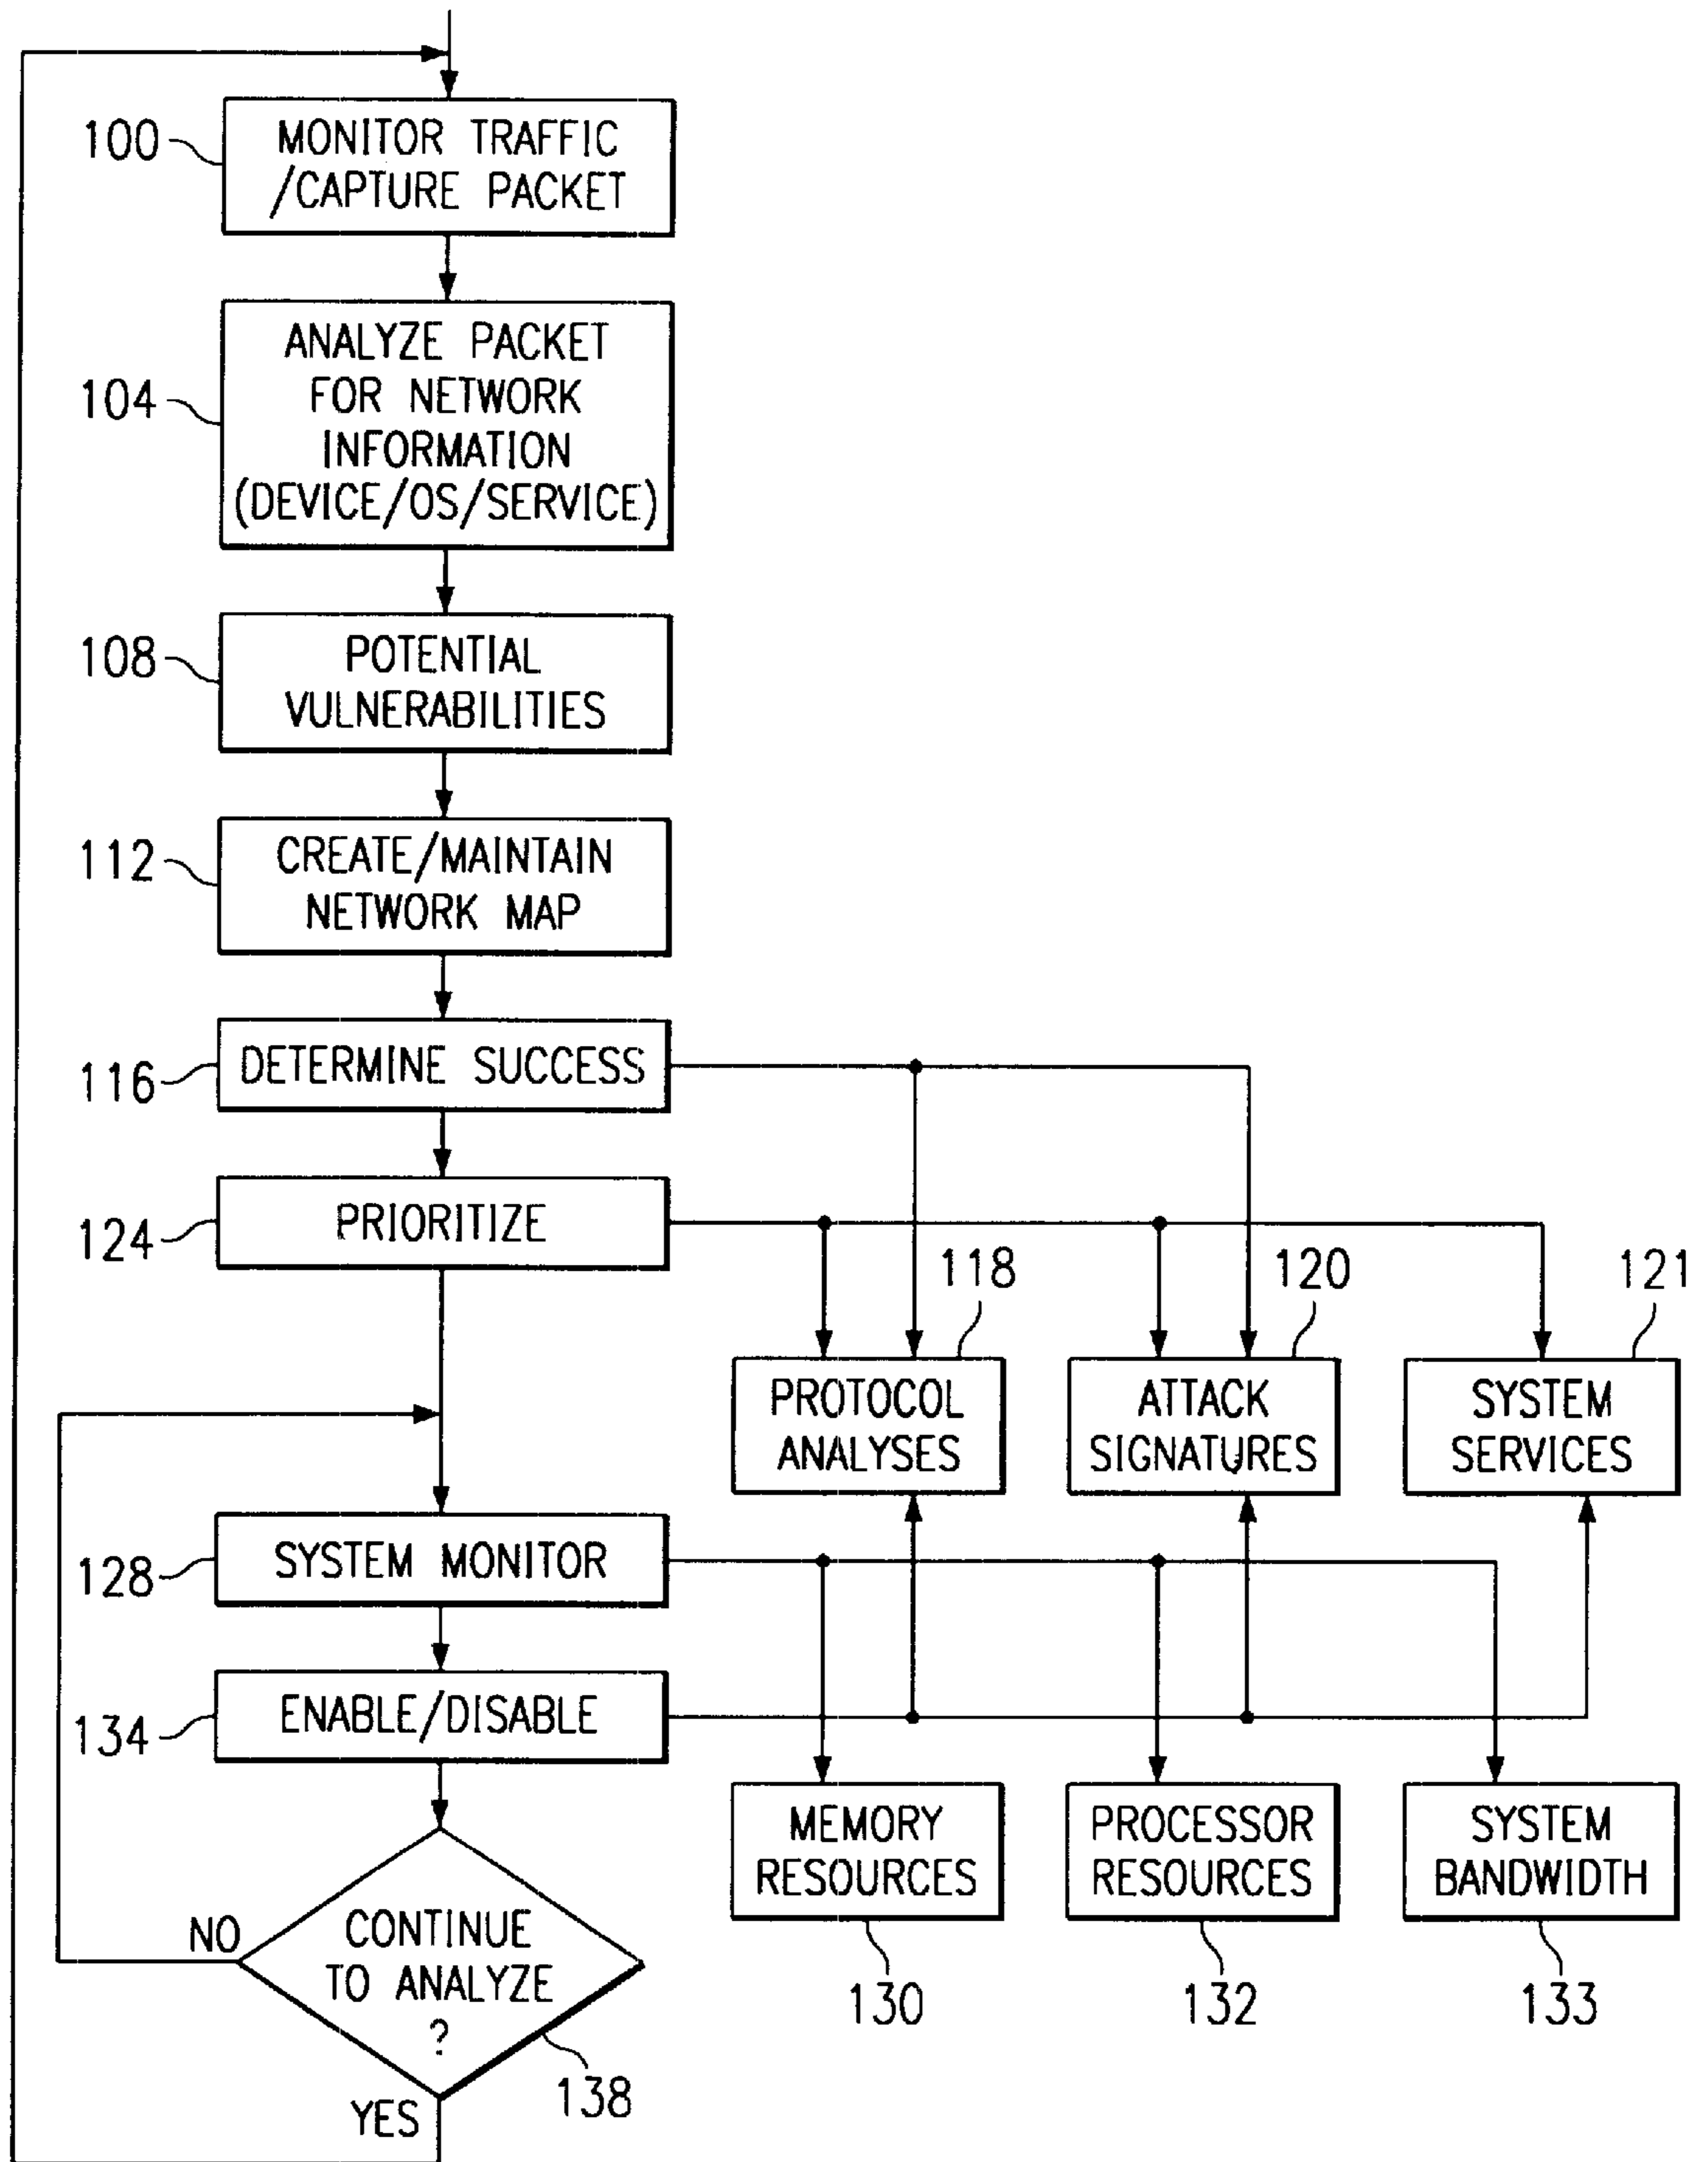 100
MONITOR TRAFFIC
/CAPTURE PACKET
104
ANALYZE PACKET
FOR NETWORK
INFORMATION
(DEVICE/OS/SERVICE)
108
POTENTIAL
VULNERABILITIES
112
CREATE/MAINTAIN
NETWORK MAP
116
DETERMINE SUCCESS
124
PRIORITIZE
118
120
121
PROTOCOL
ANALYSES
ATTACK
SIGNATURES
SYSTEM
SERVICES
128
SYSTEM MONITOR
134
ENABLE/DISABLE
MEMORY
RESOURCES
PROCESSOR
RESOURCES
SYSTEM
BANDWIDTH
130
132
133
NO
CONTINUE
TO ANALYZE
?
138
YES